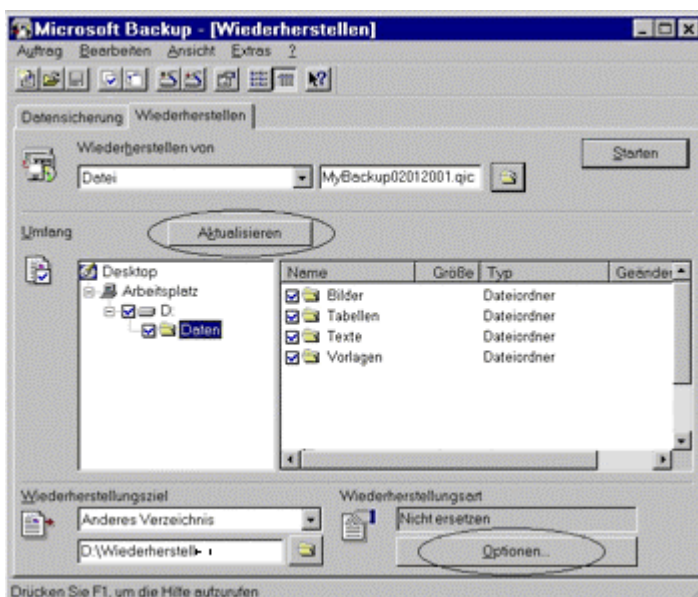 Microsoft Backup - [Wiederherstellen]
Auftrag Bearbeiten Ansicht Extras ?
Datensicherung Wiederherstellen
Wiederherstellen von
Datei MyBackup02012001.qic Starten
Umfang Aktualisieren
Desktop
Arbeitsplatz
D:
Daten
Name Größe Typ Geänder
Bilder Dateiordner
Tabellen Dateiordner
Texte Dateiordner
Vorlagen Dateiordner
Wiederherstellungsziel Wiederherstellungsart
Anderes Verzeichnis Nicht ersetzen
D:\Wiederherstell Optionen...
Drücken Sie F1, um die Hilfe aufzurufen